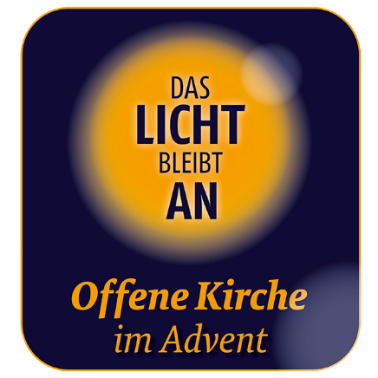 DAS
LICHT
BLEIBT
AN
Offene Kirche
im Advent